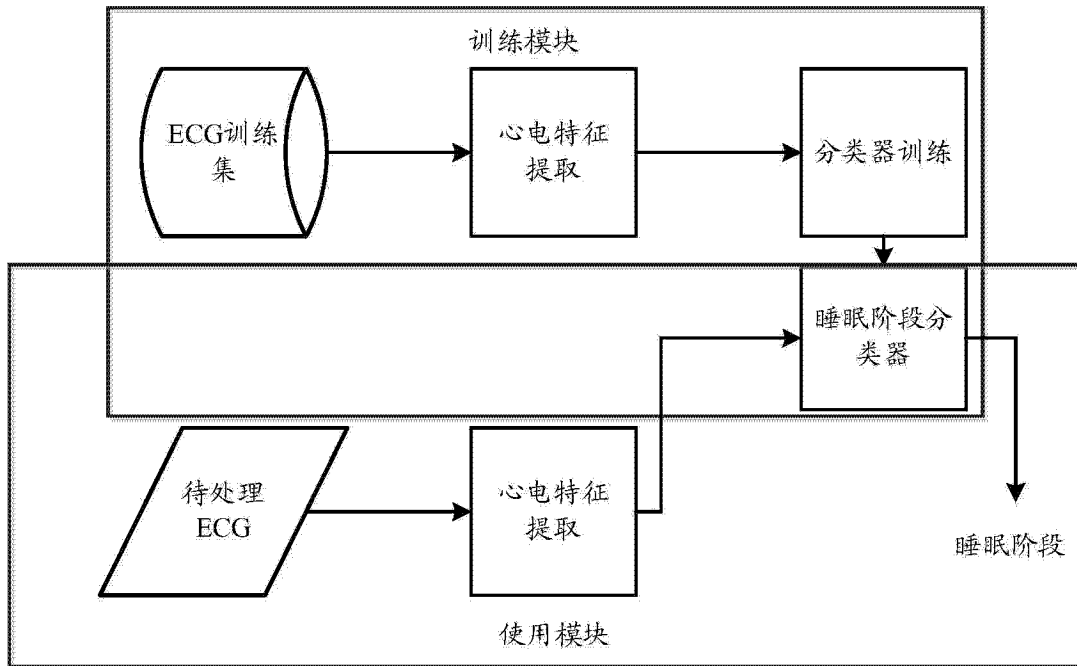 训练模块
ECG训练
集
心电特征
提取
分类器训练
睡眠阶段分
类器
待处理
ECG
心电特征
提取
睡眠阶段
使用模块